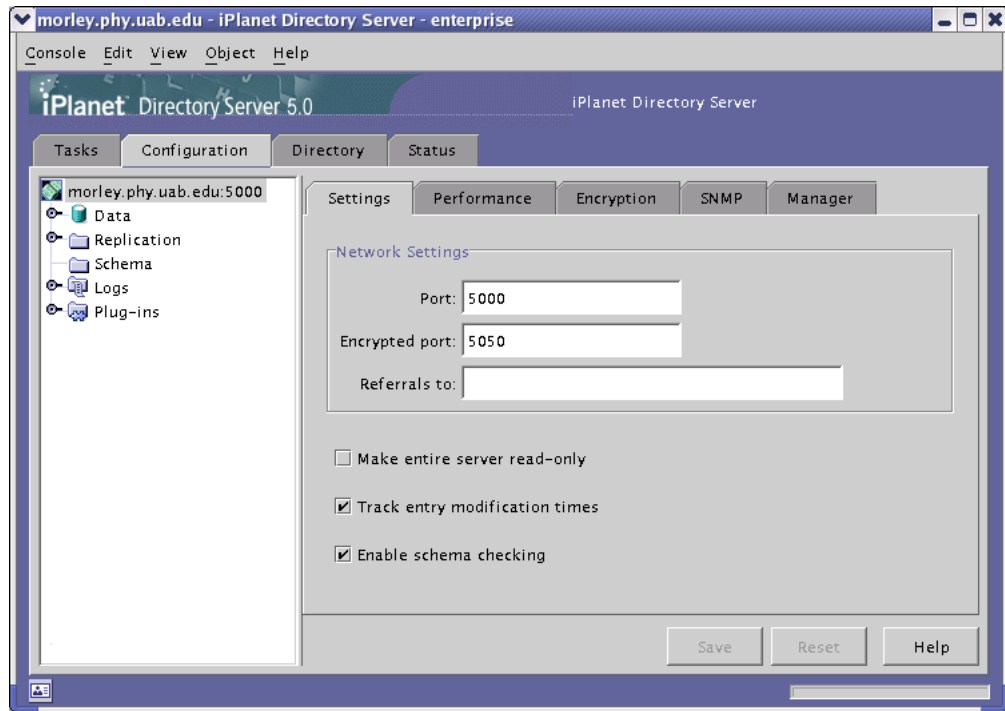 morley.phy.uab.edu - iPlanet Directory Server - enterprise
Console Edit View Object Help
iPlanet Directory Server 5.0
iPlanet Directory Server
Tasks Configuration Directory Status
morley.phy.uab.edu:5000
Data
Replication
Schema
Logs
Plug-ins
Settings Performance Encryption SNMP Manager
Network Settings
Port: 5000
Encrypted port: 5050
Referrals to:
Make entire server read-only
Track entry modification times
Enable schema checking
Save Reset Help